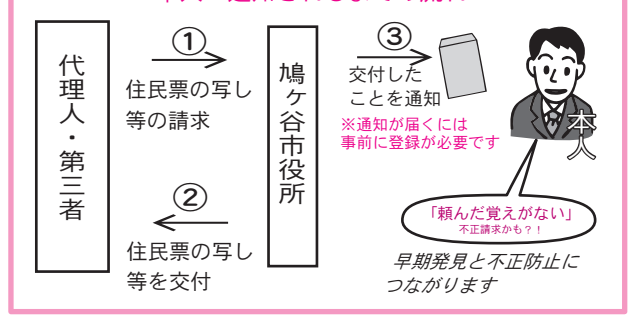 代理人・第三者
①
住民票の写し
等の請求
鳩ヶ谷市役所
②
住民票の写し
等を交付
③
交付した
ことを通知
※通知が届くには
事前に登録が必要です
本人
「頼んだ覚えがない」
不正請求かも?!
早期発見と不正防止に
つながります